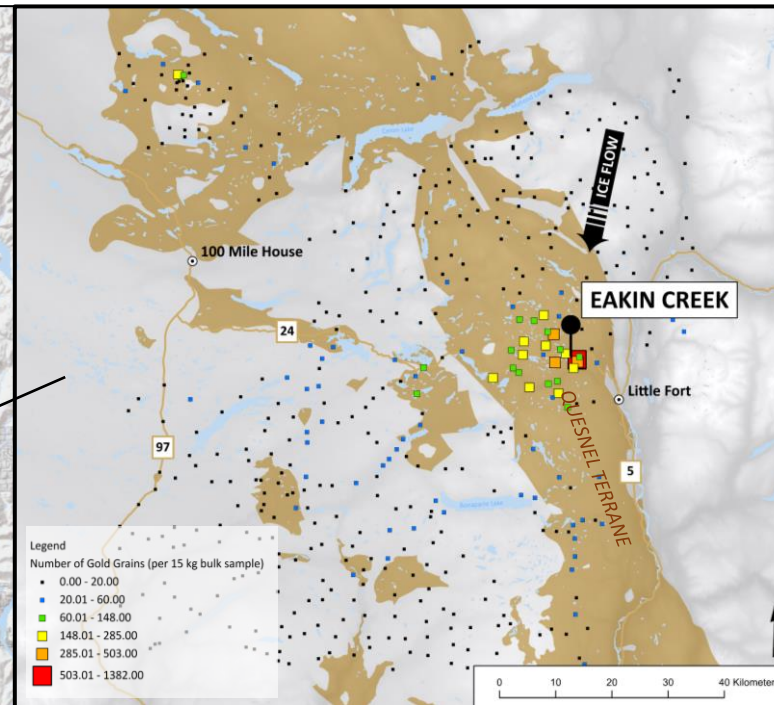 ICE FLOW
100 Mile House
EAKIN CREEK
24
Little Fort
QUESNEL TERRANE
97
5
Legend
Number of Gold Grains (per 15 kg bulk sample)
0.00 - 20.00
20.01 - 60.00
60.01 - 148.00
148.01 - 285.00
285.01 - 503.00
503.01 - 1382.00
0 10 20 40 Kilometer